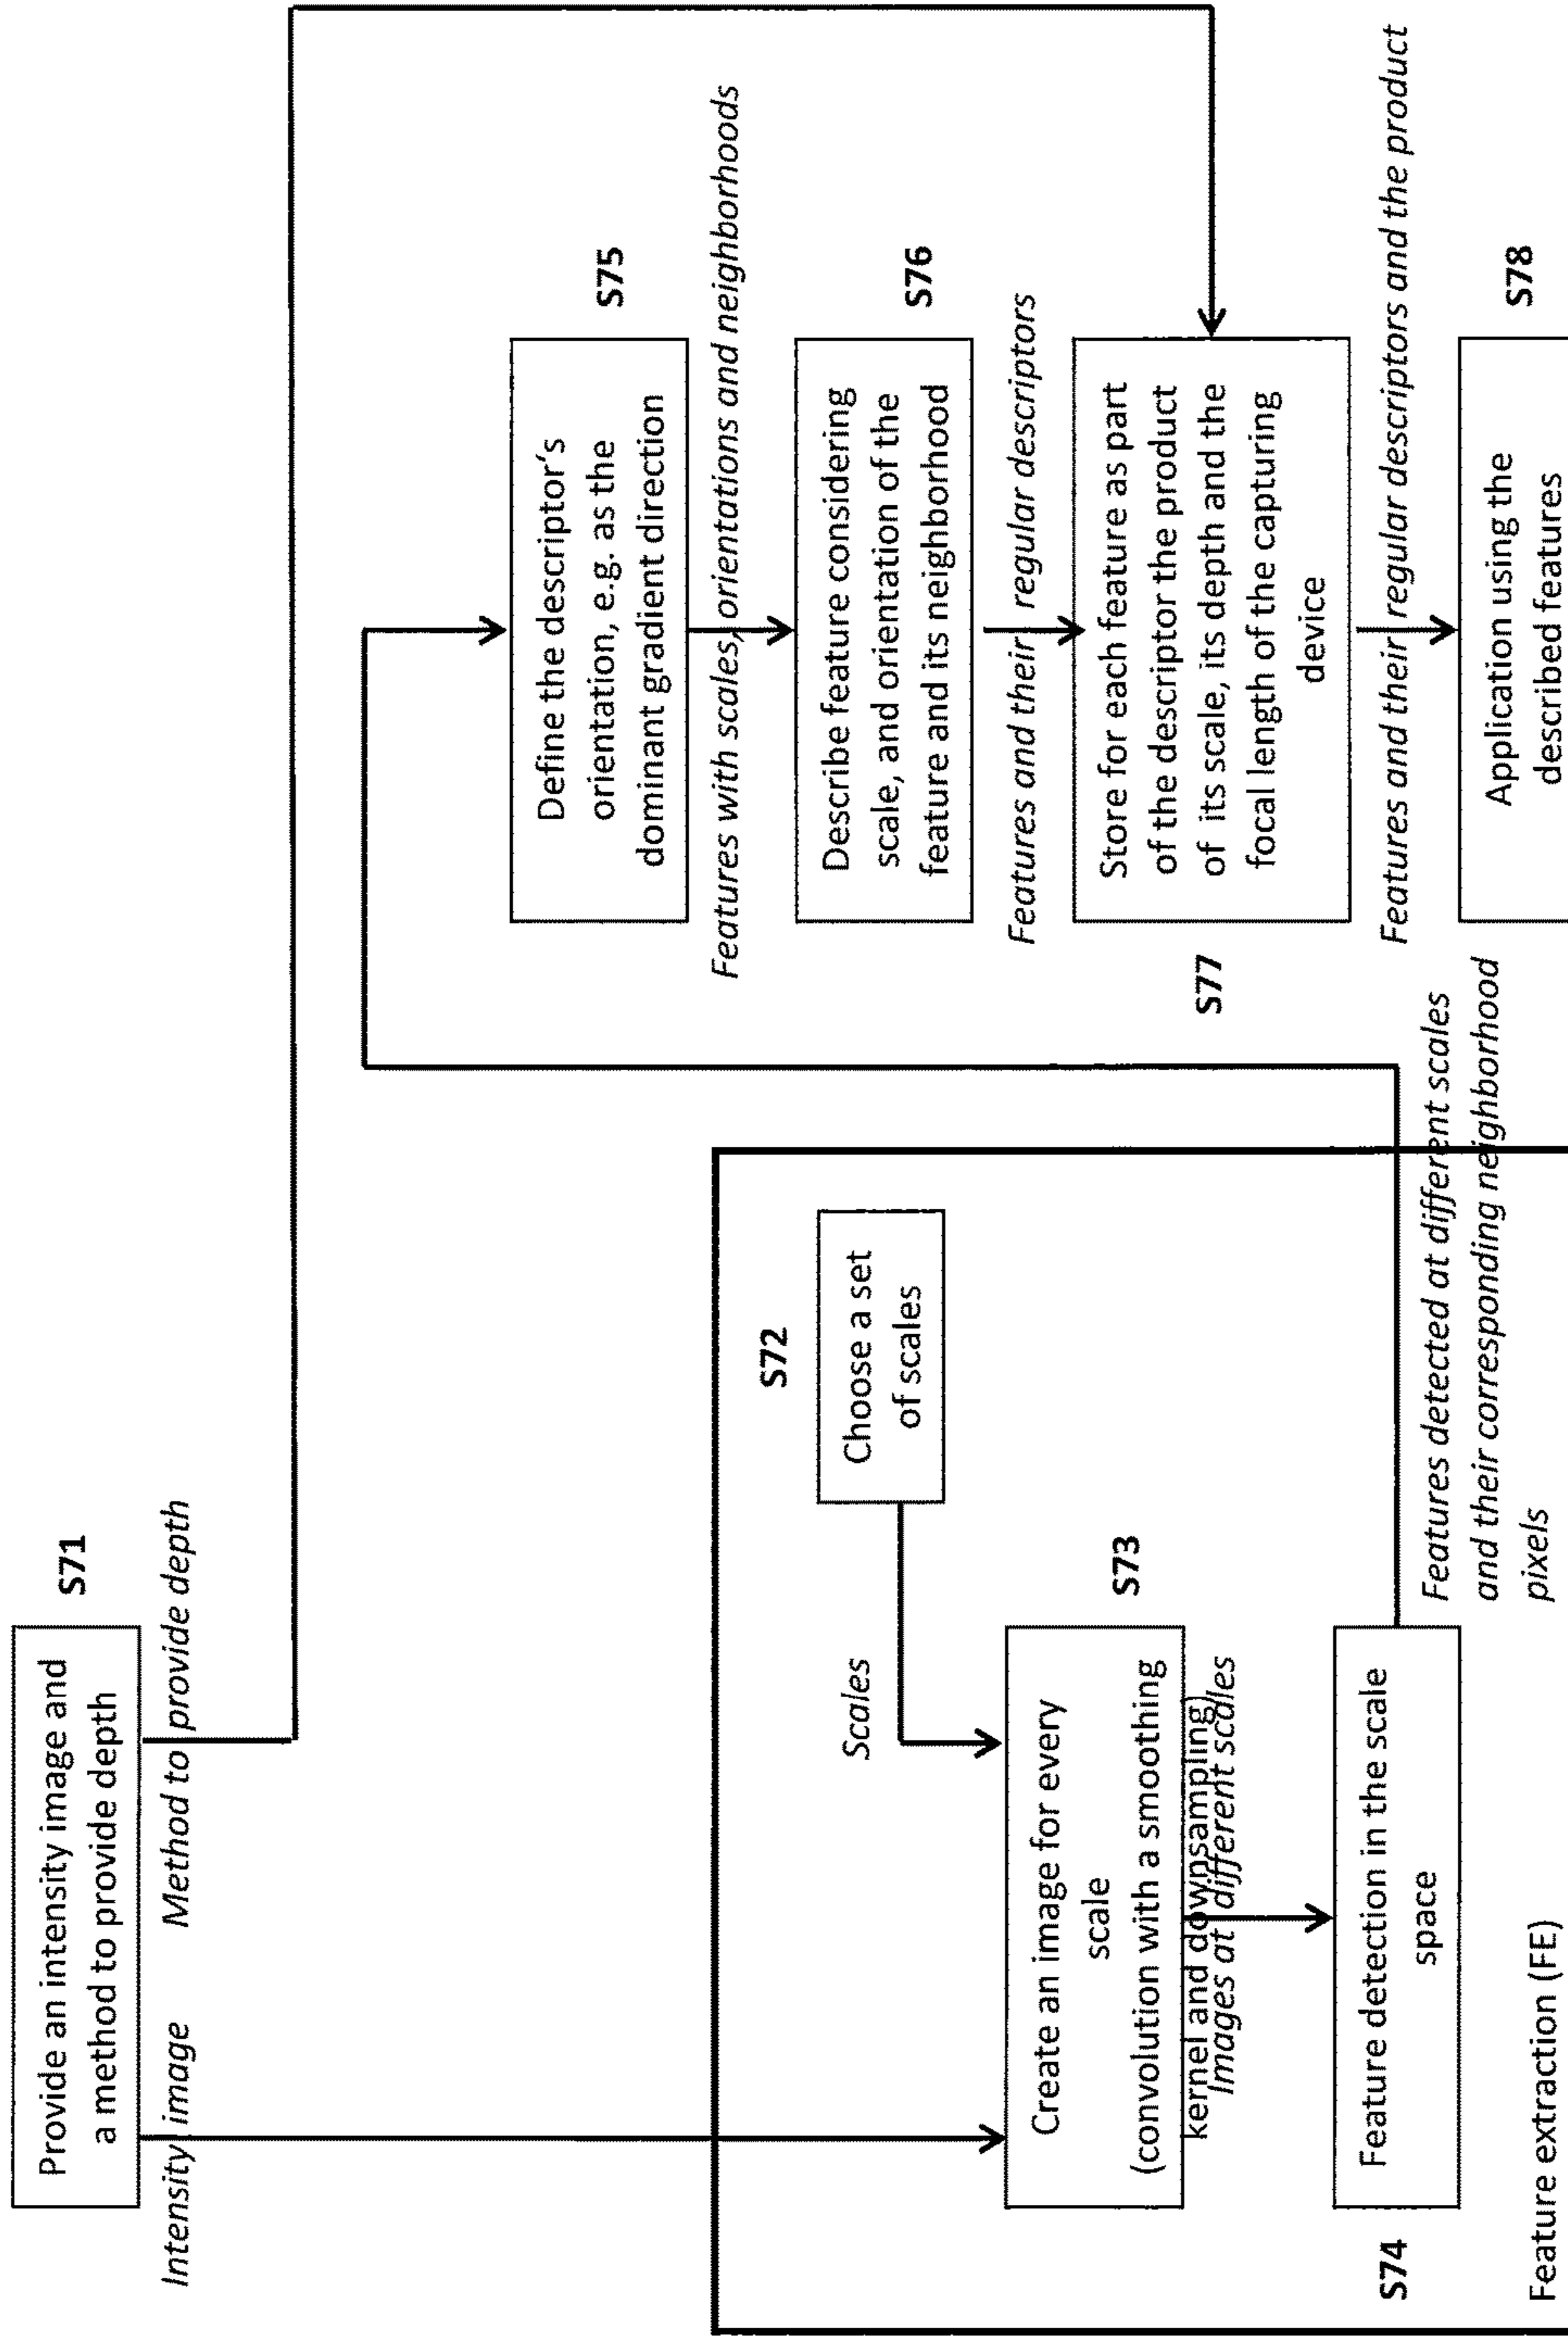 Provide an intensity image and
a method to provide depth
S71
Intensity image
Method to provide depth
S72
Choose a set
of scales
Scales
Create an image for every
scale
(convolution with a smoothing
kernel and downsampling)
S73
Images at different scales
S74
Feature detection in the scale
space
Features detected at different scales
and their corresponding neighborhood
pixels
Feature extraction (FE)
Define the descriptor's
orientation, e.g. as the
dominant gradient direction
S75
Features with scales, orientations and neighborhoods
Describe feature considering
scale, and orientation of the
feature and its neighborhood
S76
Features and their regular descriptors
S77
Store for each feature as part
of the descriptor the product
of its scale, its depth and the
focal length of the capturing
device
Features and their regular descriptors and the product
Application using the
described features
S78